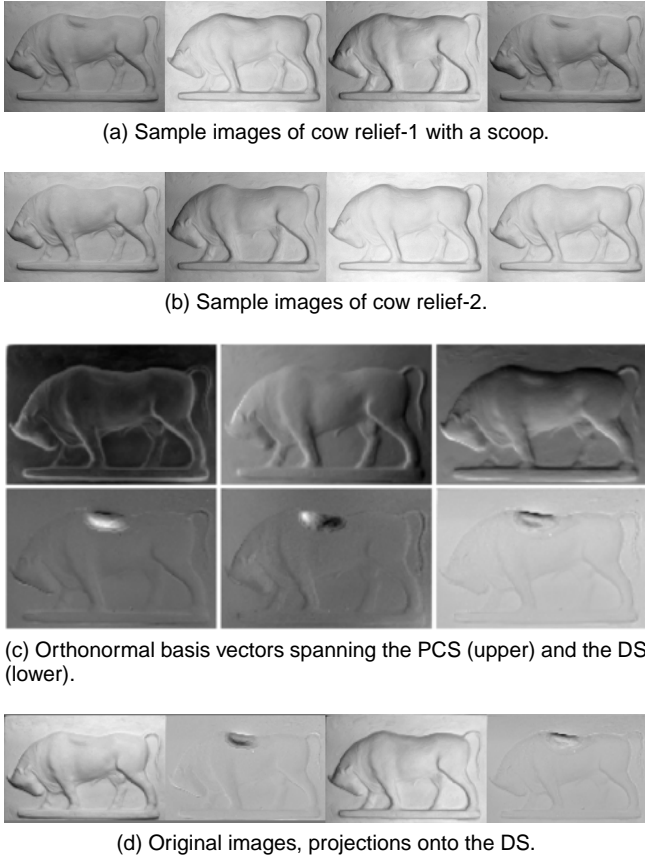 (a) Sample images of cow relief-1 with a scoop.
(b) Sample images of cow relief-2.
(c) Orthonormal basis vectors spanning the PCS (upper) and the DS
(lower).
(d) Original images, projections onto the DS.